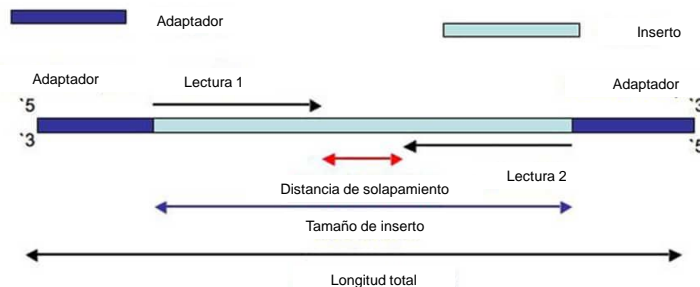 Adaptador
Inserto
Adaptador
Lectura 1
Adaptador
`5
`3
`3
`5
Lectura 2
Distancia de solapamiento
Tamaño de inserto
Longitud total